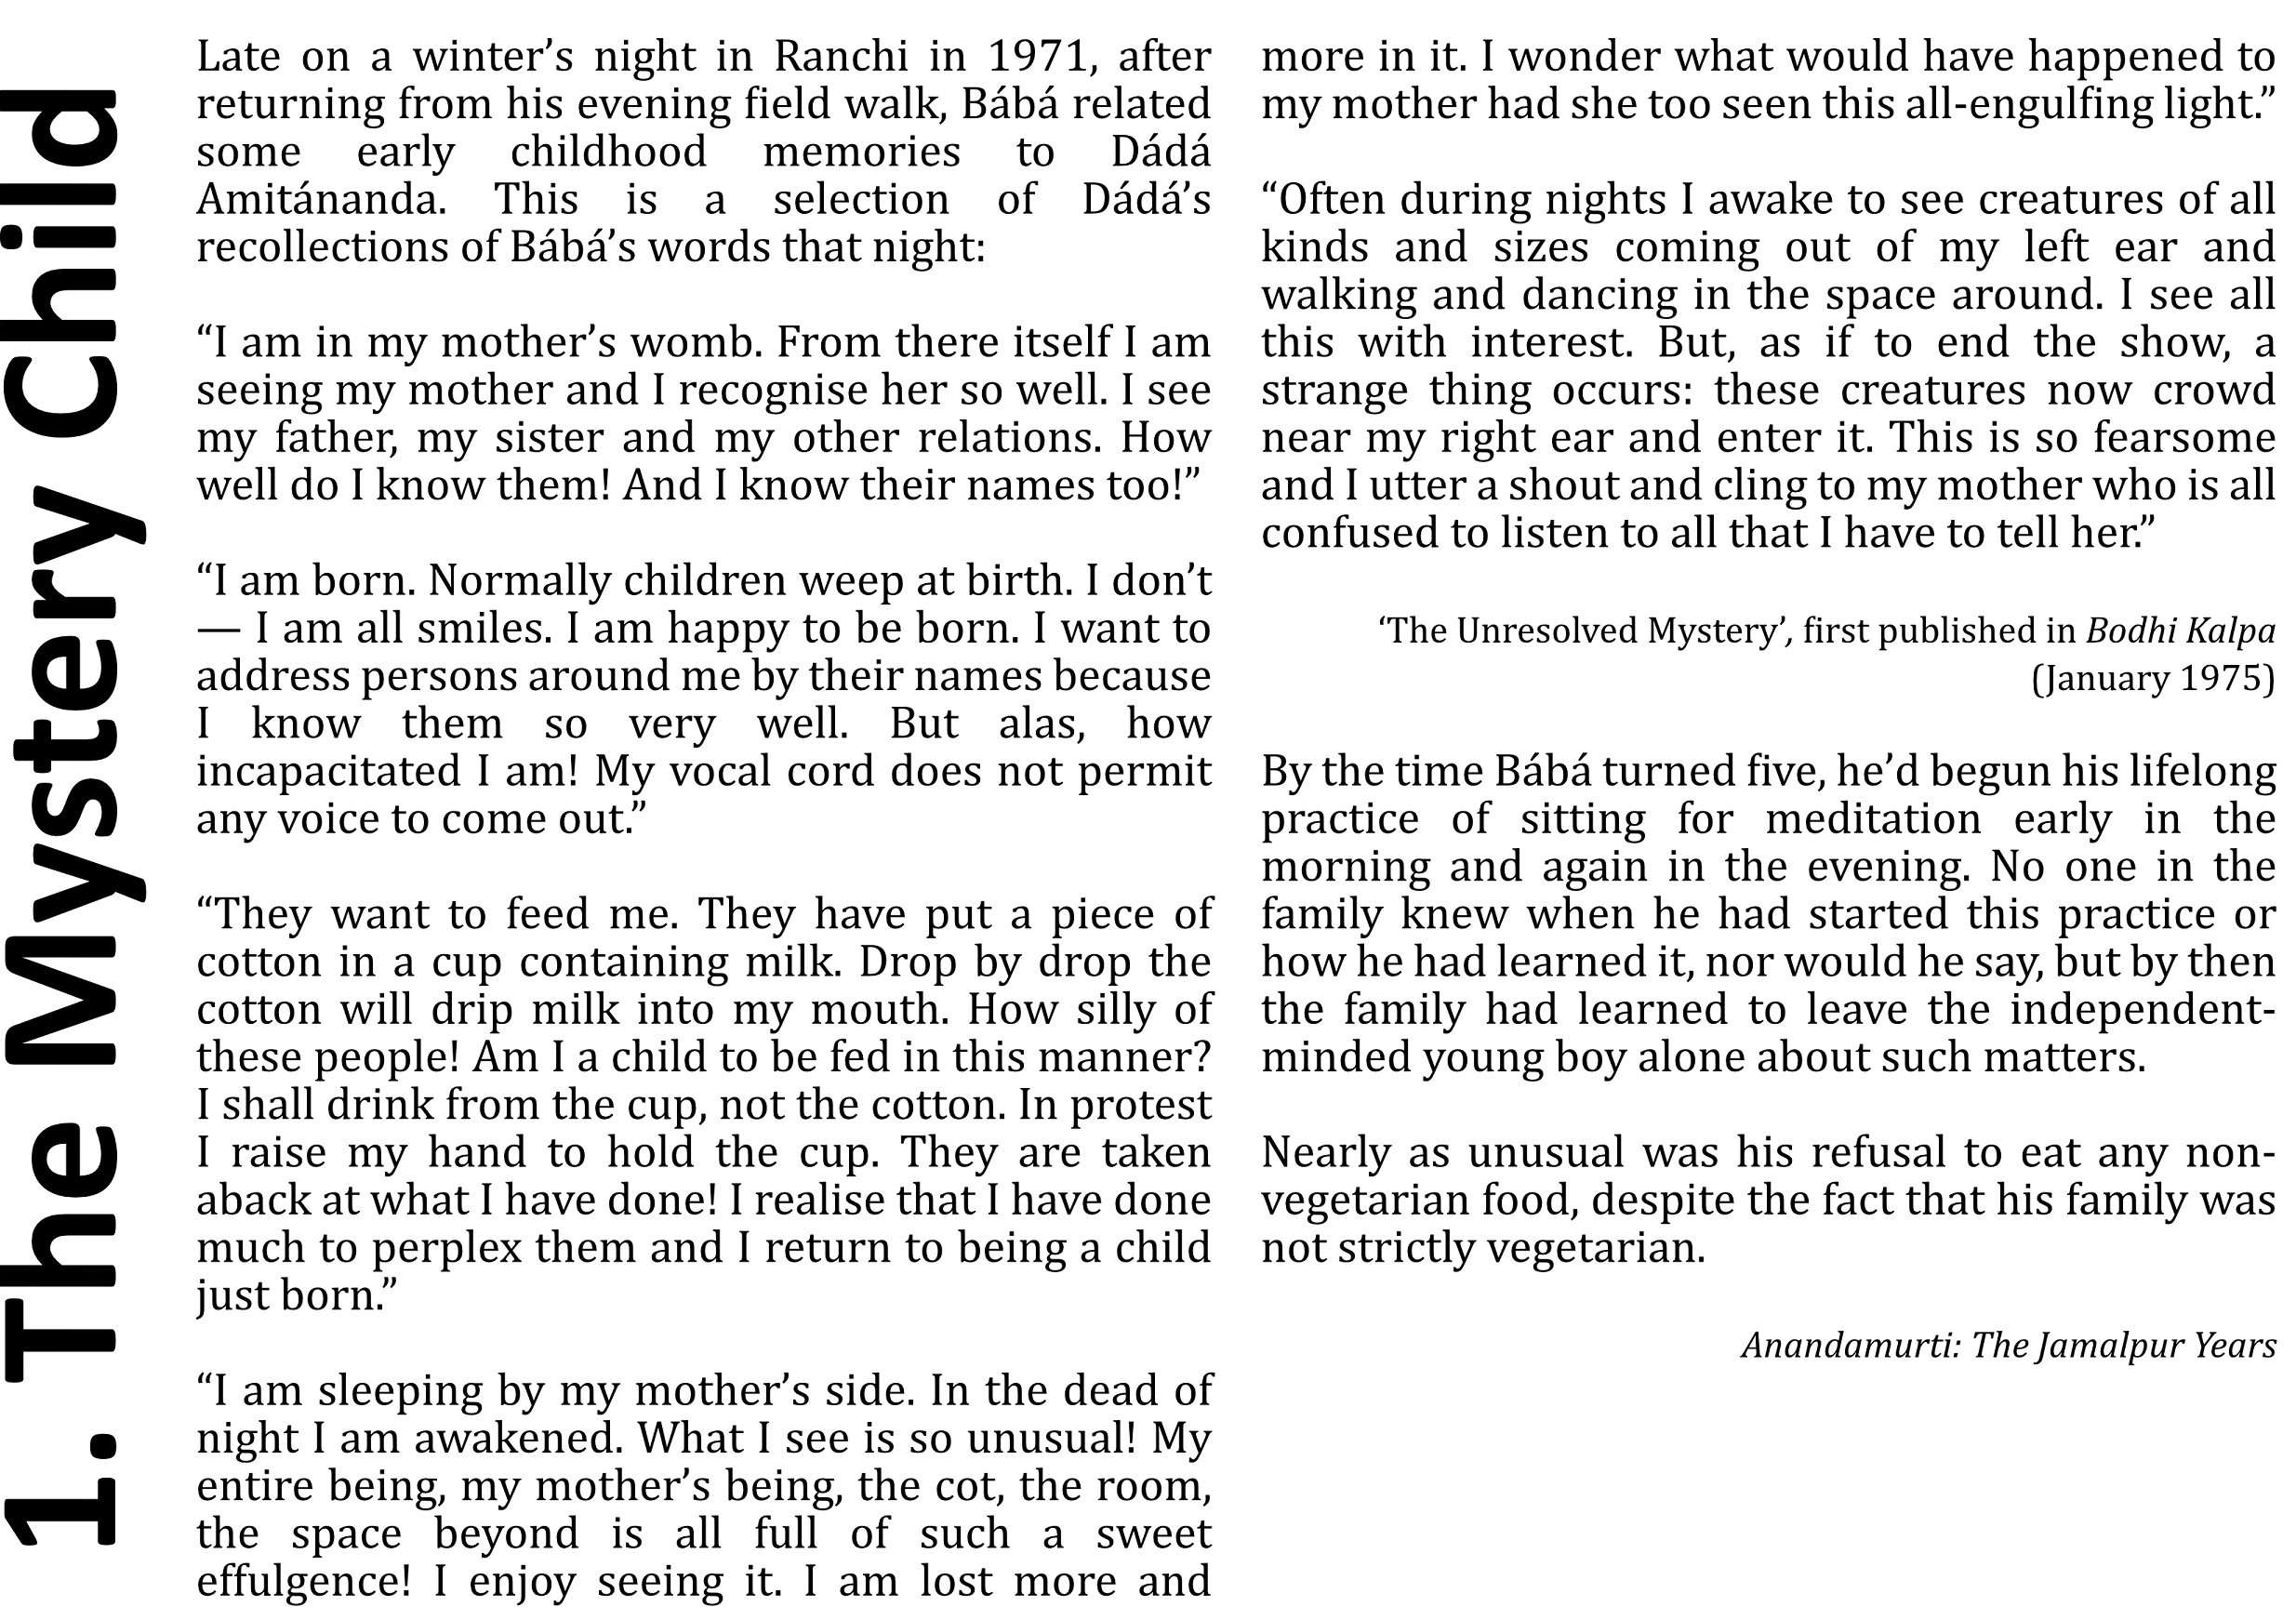 1. The Mystery Child
Late on a winter’s night in Ranchi in 1971, after
returning from his evening field walk, Bábá related
some early childhood memories to Dádá
Amitánanda. This is a selection of Dádá’s
recollections of Bábá’s words that night:
“I am in my mother’s womb. From there itself I am
seeing my mother and I recognise her so well. I see
my father, my sister and my other relations. How
well do I know them! And I know their names too!”
“I am born. Normally children weep at birth. I don’t
— I am all smiles. I am happy to be born. I want to
address persons around me by their names because
I know them so very well. But alas, how
incapacitated I am! My vocal cord does not permit
any voice to come out.”
“They want to feed me. They have put a piece of
cotton in a cup containing milk. Drop by drop the
cotton will drip milk into my mouth. How silly of
these people! Am I a child to be fed in this manner?
I shall drink from the cup, not the cotton. In protest
I raise my hand to hold the cup. They are taken
aback at what I have done! I realise that I have done
much to perplex them and I return to being a child
just born.”
“I am sleeping by my mother’s side. In the dead of
night I am awakened. What I see is so unusual! My
entire being, my mother’s being, the cot, the room,
the space beyond is all full of such a sweet
effulgence! I enjoy seeing it. I am lost more and
more in it. I wonder what would have happened to
my mother had she too seen this all-engulfing light.”
“Often during nights I awake to see creatures of all
kinds and sizes coming out of my left ear and
walking and dancing in the space around. I see all
this with interest. But, as if to end the show, a
strange thing occurs: these creatures now crowd
near my right ear and enter it. This is so fearsome
and I utter a shout and cling to my mother who is all
confused to listen to all that I have to tell her.”
‘The Unresolved Mystery’, first published in Bodhi Kalpa
(January 1975)
By the time Bábá turned five, he’d begun his lifelong
practice of sitting for meditation early in the
morning and again in the evening. No one in the
family knew when he had started this practice or
how he had learned it, nor would he say, but by then
the family had learned to leave the independent-
minded young boy alone about such matters.
Nearly as unusual was his refusal to eat any non-
vegetarian food, despite the fact that his family was
not strictly vegetarian.
Anandamurti: The Jamalpur Years